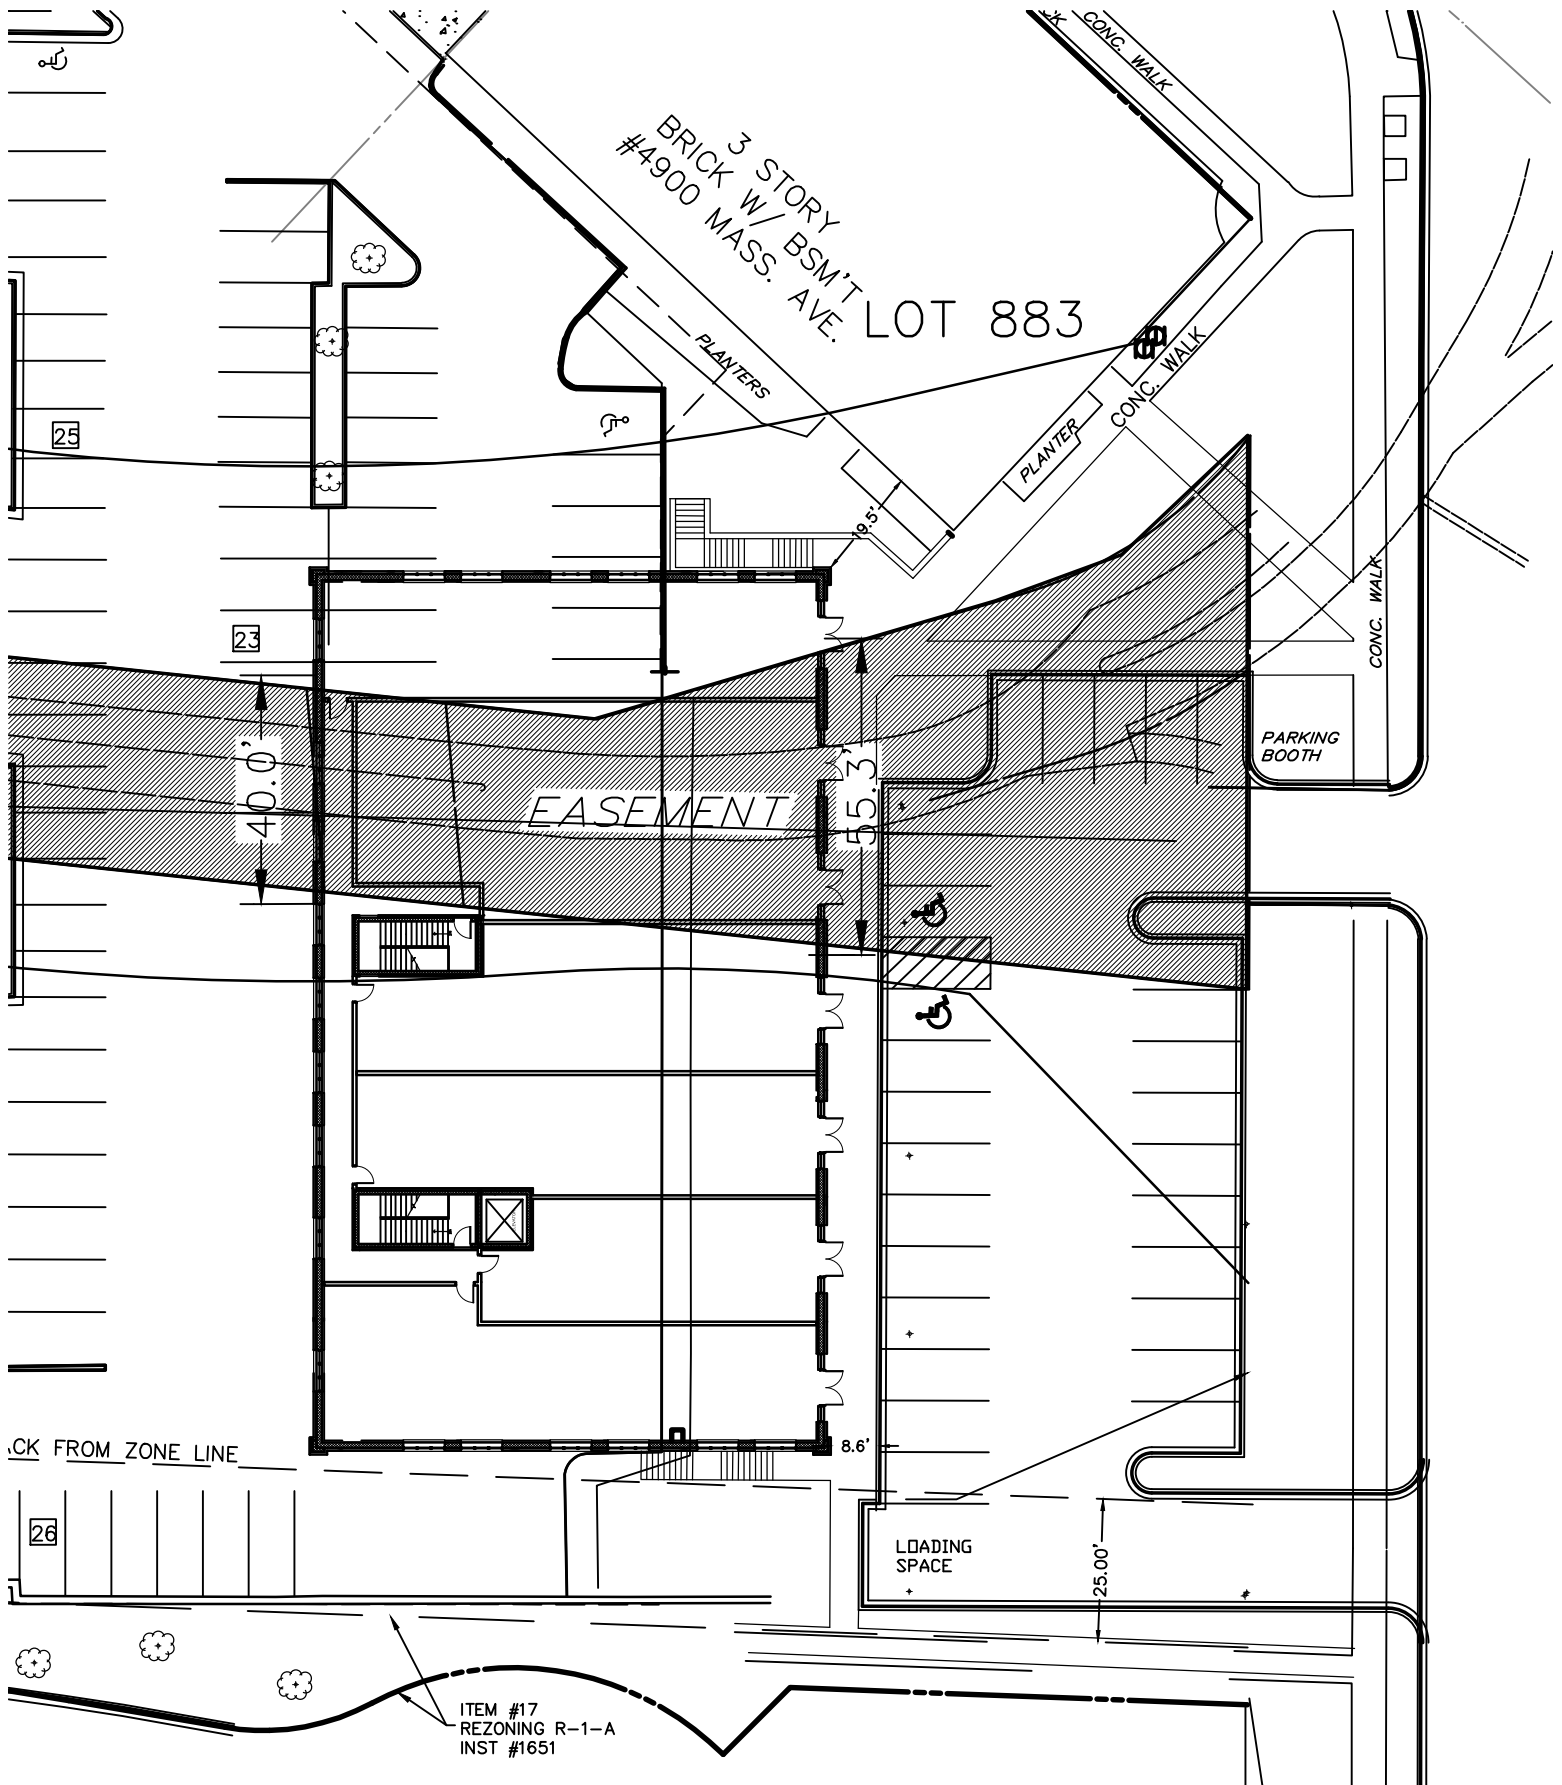 CK
CONC. WALK
3 STORY
BRICK W/ BSM'T
#4900 MASS. AVE.
LOT 883
PLANTERS
CONC. WALK
PLANTER
25
19.5'
CONC. WALK
23
40.0'
55.3'
EASEMENT
PARKING
BOOTH
8.6'
ACK FROM ZONE LINE
26
LOADING
SPACE
25.00'
ITEM #17
REZONING R-1-A
INST #1651